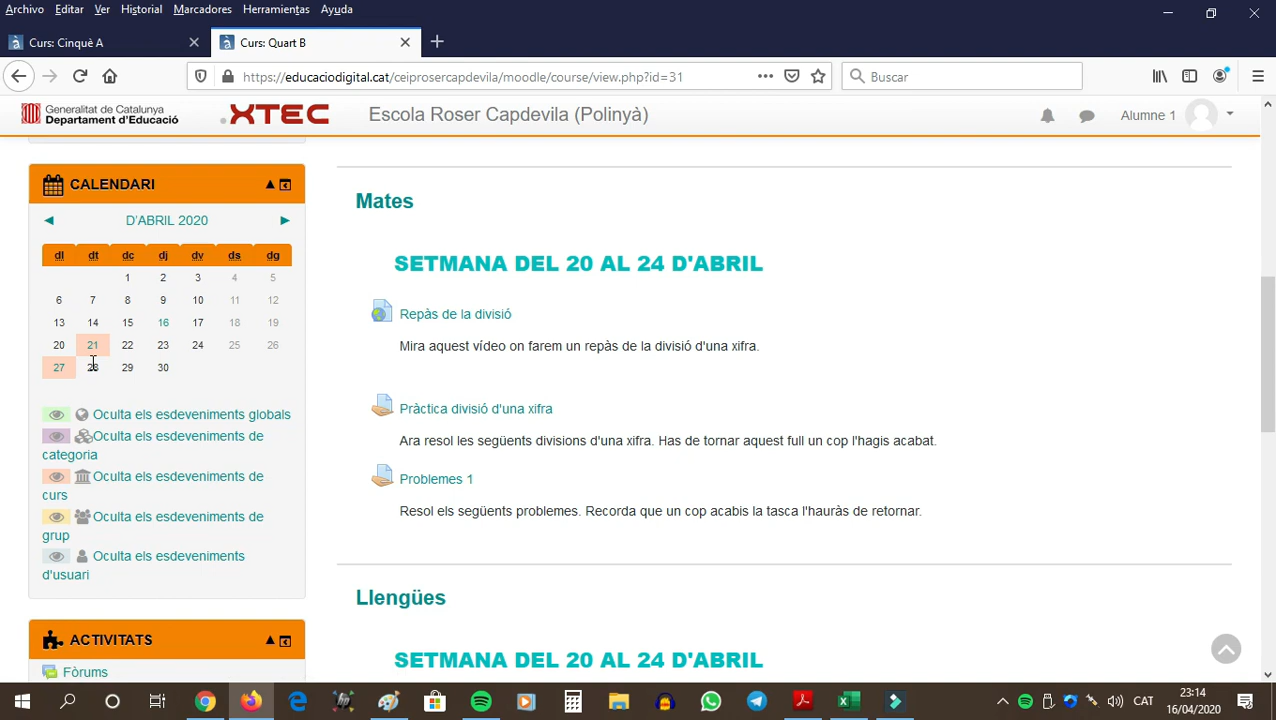 Archivo Editar Ver Historial Marcadores Herramientas Ayuda
Curs: Cinquè A
Curs: Quart B
https://educaciodigital.cat/ceiprosercapdevila/moodle/course/view.php?id=31
Buscar
Generalitat de Catalunya
Departament d'Educació
XTEC
Escola Roser Capdevila (Polinyà)
Alumne 1
CALENDARI
◄ D'ABRIL 2020 ►
dl dt dc dj dv ds dg
1 2 3 4 5
6 7 8 9 10 11 12
13 14 15 16 17 18 19
20 21 22 23 24 25 26
27 28 29 30
Oculta els esdeveniments globals
Oculta els esdeveniments de
categoria
Oculta els esdeveniments de
curs
Oculta els esdeveniments de
grup
Oculta els esdeveniments
d'usuari
ACTIVITATS
Fòrums
Mates
SETMANA DEL 20 AL 24 D'ABRIL
Repàs de la divisió
Mira aquest vídeo on farem un repàs de la divisió d'una xifra.
Pràctica divisió d'una xifra
Ara resol les següents divisions d'una xifra. Has de tornar aquest full un cop l'hagis acabat.
Problemes 1
Resol els següents problemes. Recorda que un cop acabis la tasca l'hauràs de retornar.
Llengües
SETMANA DEL 20 AL 24 D'ABRIL
CAT
23:14
16/04/2020